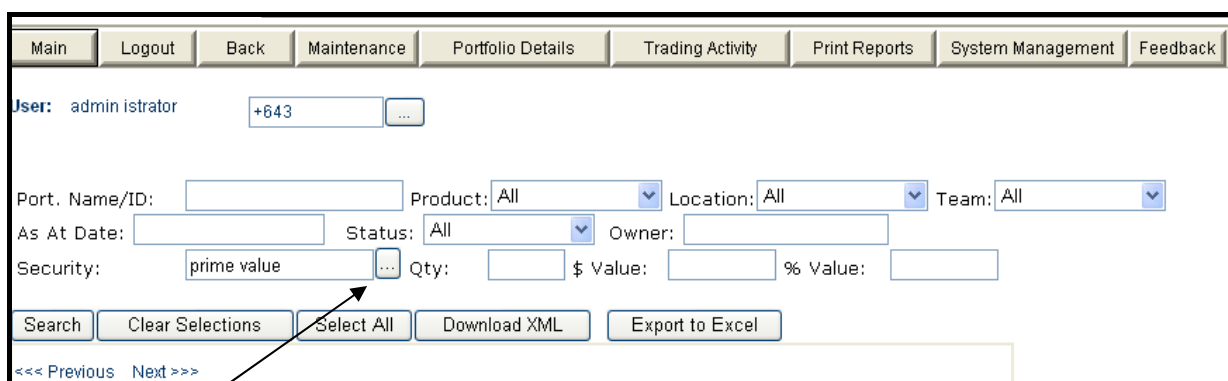 Main Logout Back Maintenance Portfolio Details Trading Activity Print Reports System Management Feedback
User: admin istrator +643 ...
Port. Name/ID: Product: All Location: All Team: All
As At Date: Status: All Owner:
Security: prime value ... Qty: $ Value: % Value:
Search Clear Selections Select All Download XML Export to Excel
<<< Previous Next >>>